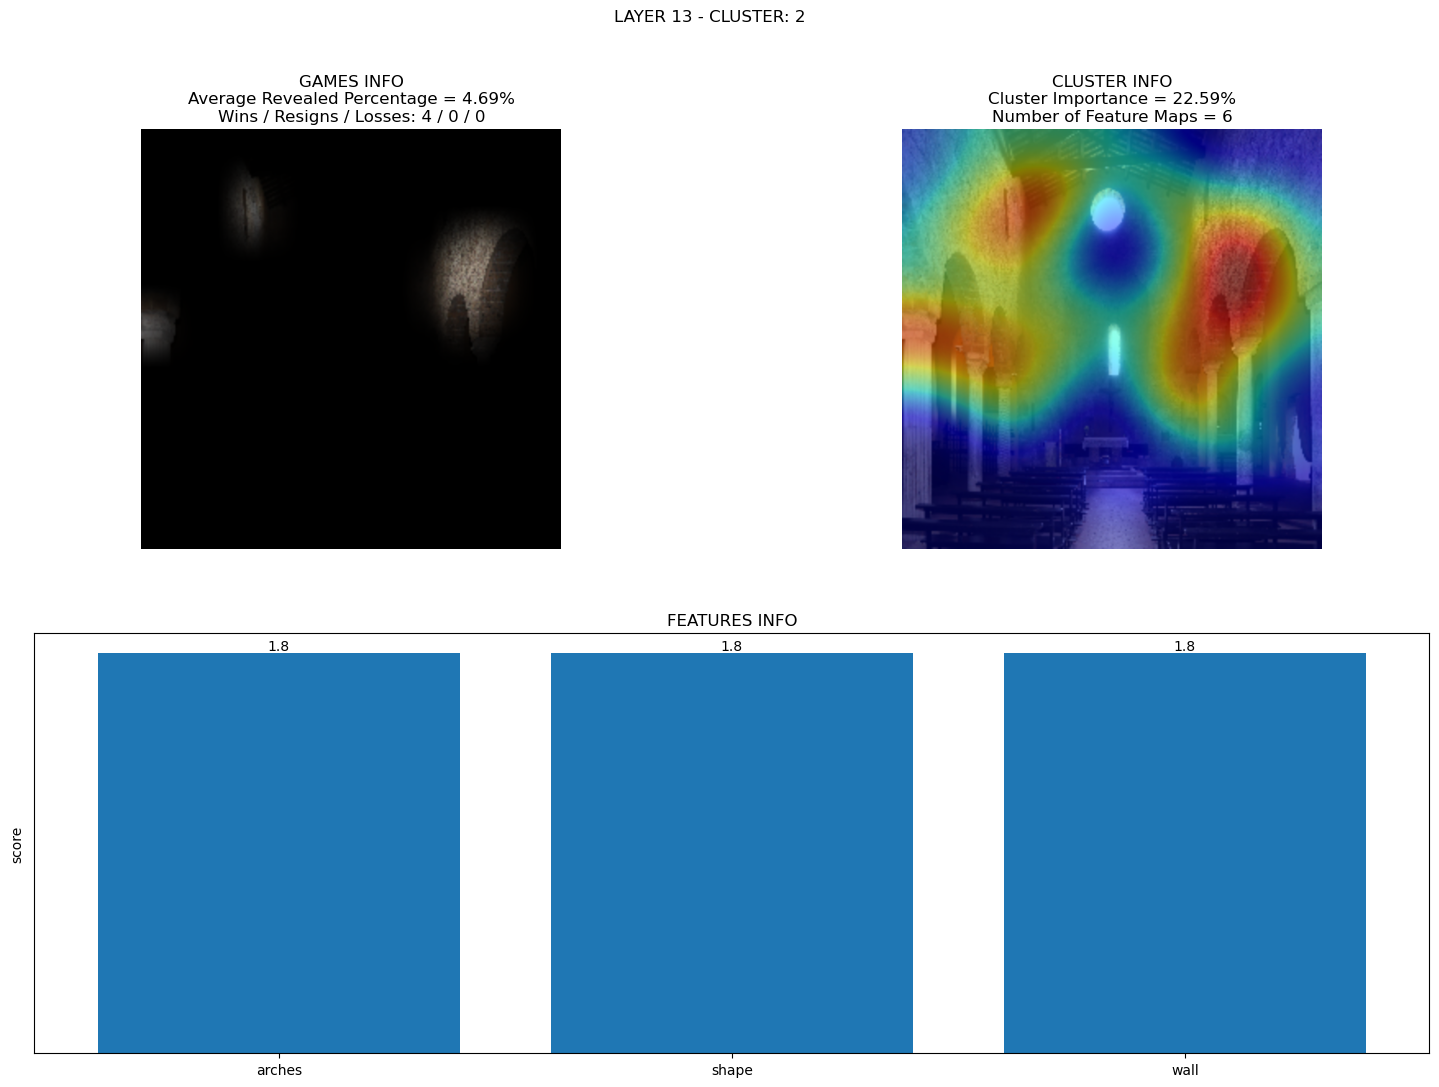 LAYER 13 - CLUSTER: 2
GAMES INFO
Average Revealed Percentage = 4.69%
Wins / Resigns / Losses: 4 / 0 / 0
CLUSTER INFO
Cluster Importance = 22.59%
Number of Feature Maps = 6
FEATURES INFO
1.8
1.8
1.8
score
arches
shape
wall